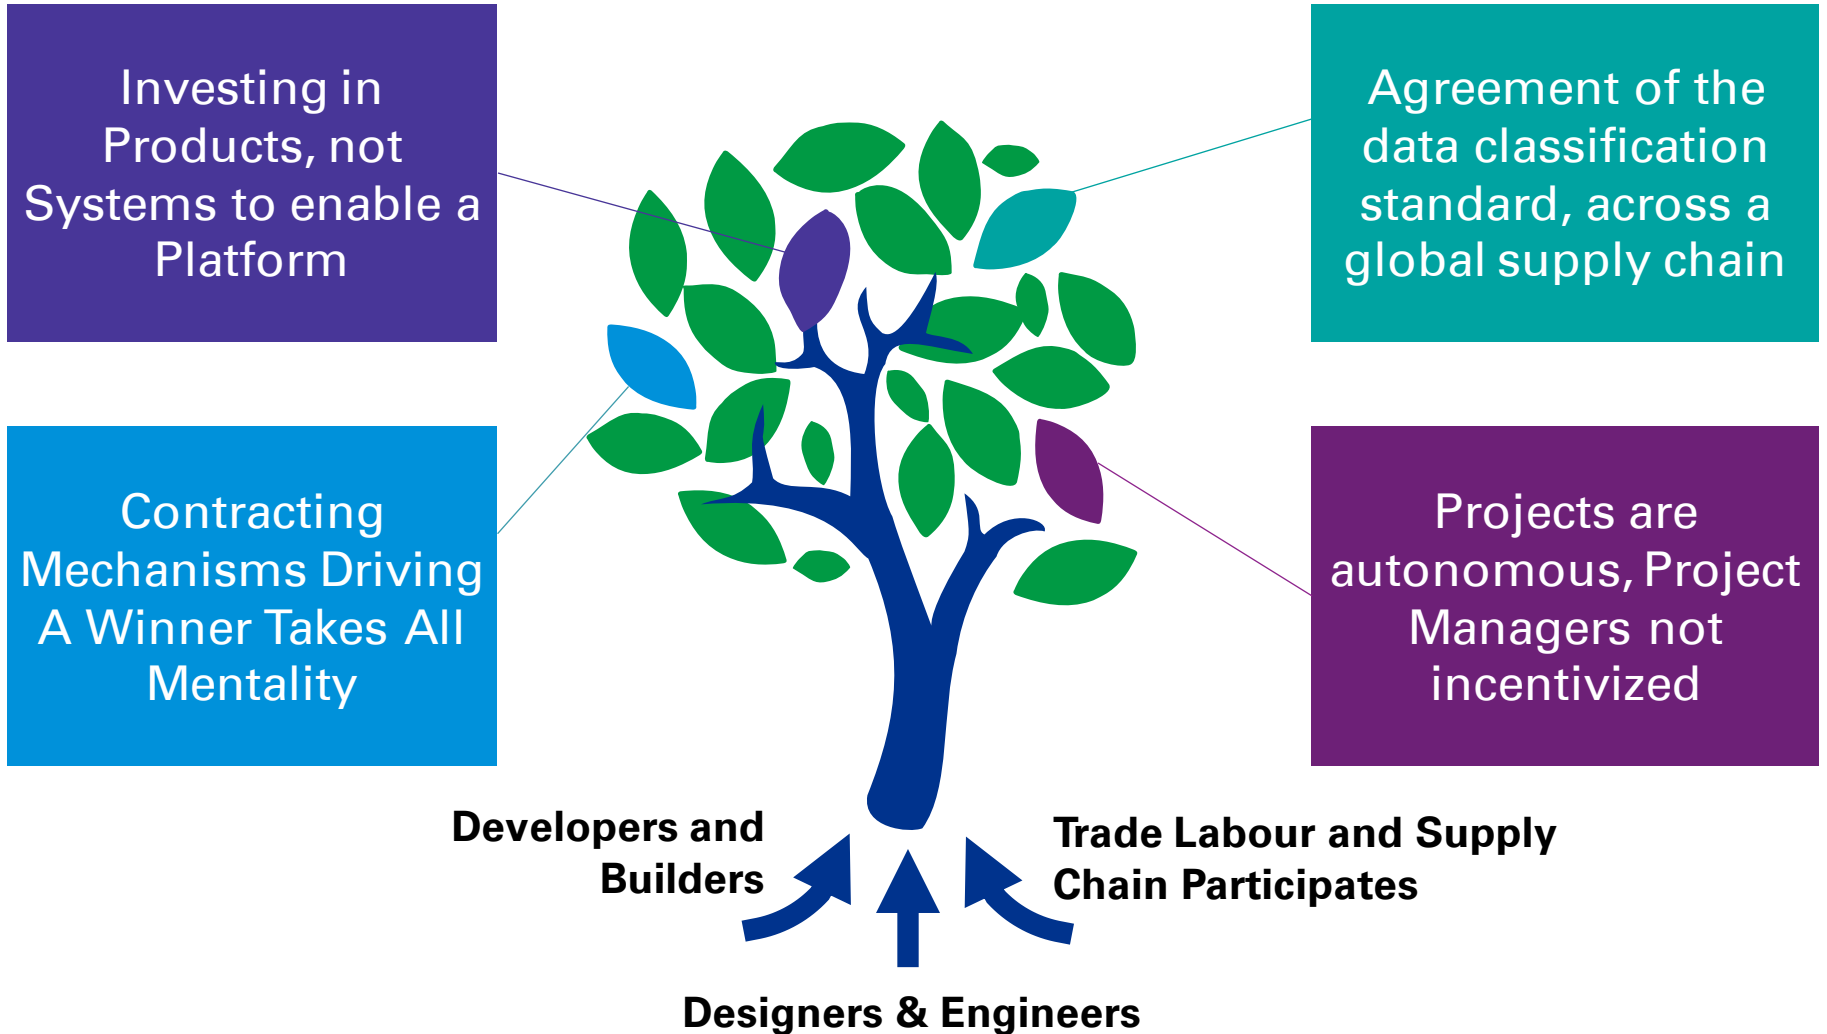 Investing in
Products, not
Systems to enable a
Platform
Agreement of the
data classification
standard, across a
global supply chain
Contracting
Mechanisms Driving
A Winner Takes All
Mentality
Projects are
autonomous, Project
Managers not
incentivized
Developers and
Builders
Trade Labour and Supply
Chain Participates
Designers & Engineers